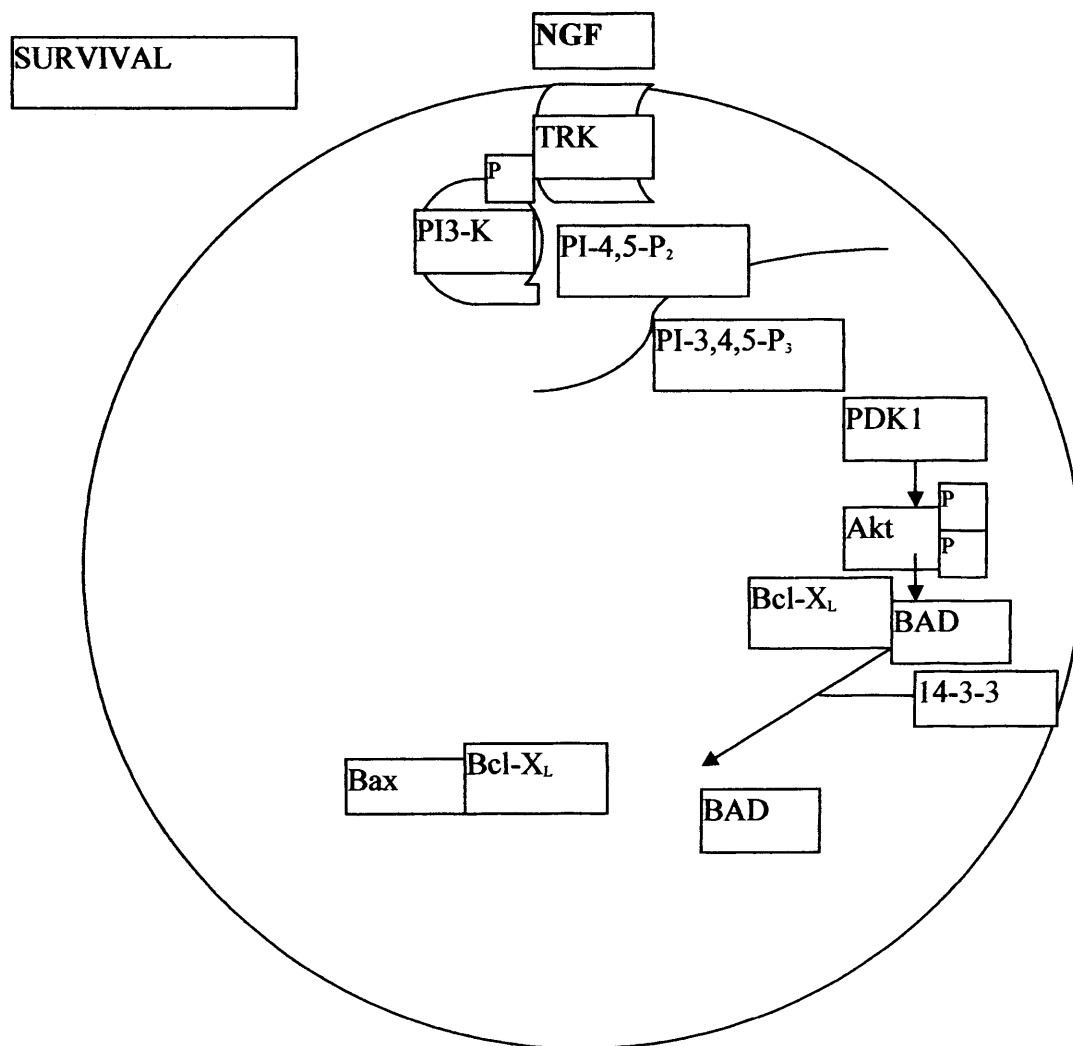 NGF
SURVIVAL
TRK
P
PI3-K
PI-4,5-P₂
PI-3,4,5-P₃
PDK1
P
Akt
P
Bcl-X_L
BAD
14-3-3
Bax
Bcl-X_L
BAD